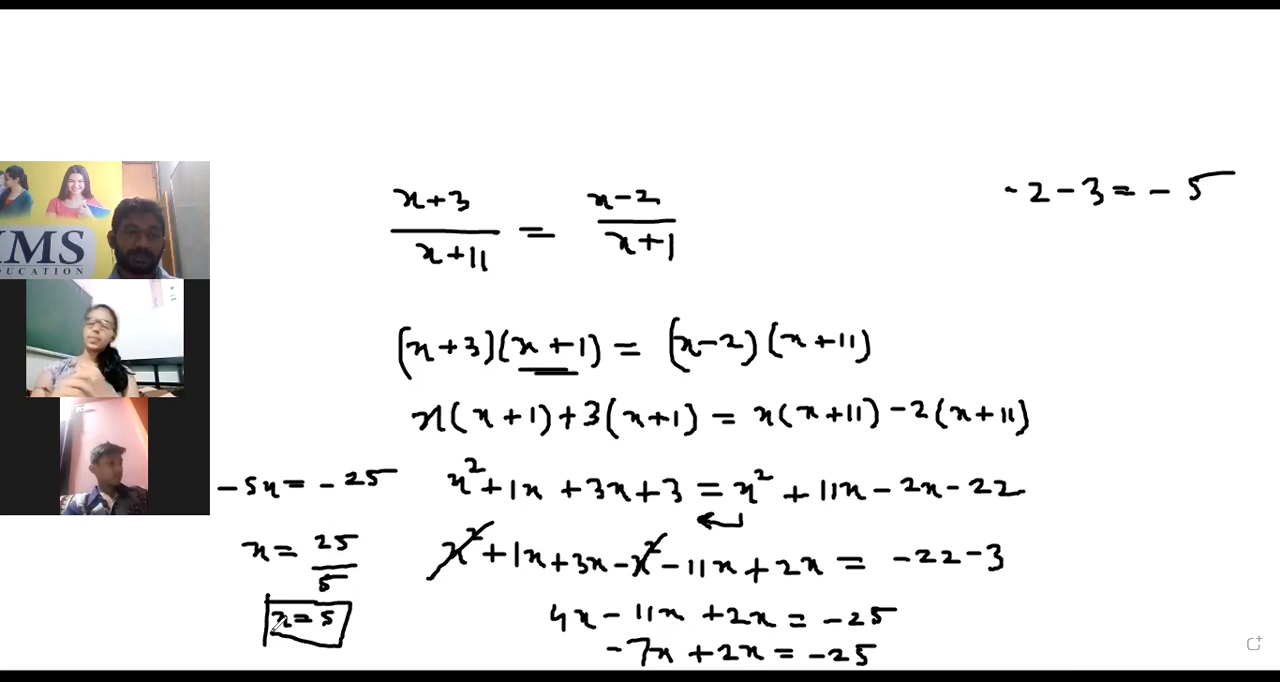 x+3/x+11 = x-2/x+1
-2-3=-5
IMS
EDUCATION
(x+3)(x+1) = (x-2)(x+11)
x(x+1)+3(x+1) = x(x+11)-2(x+11)
x²+1x+3x+3 = x²+11x-2x-22
x²+1x+3x-x²-11x+2x = -22-3
4x-11x+2x = -25
-7x+2x = -25
-5x=-25
x=25/5
x=5